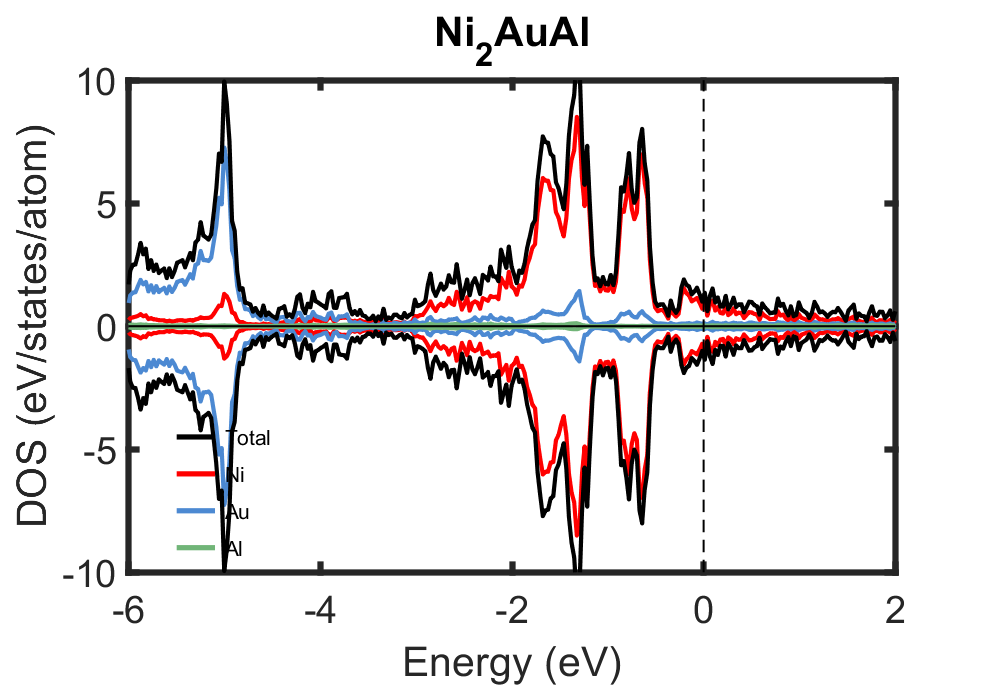 Ni2AuAl
DOS (eV/states/atom)
10
5
0
-5
-10
Total
Ni
Au
Al
-6 -4 -2 0 2
Energy (eV)